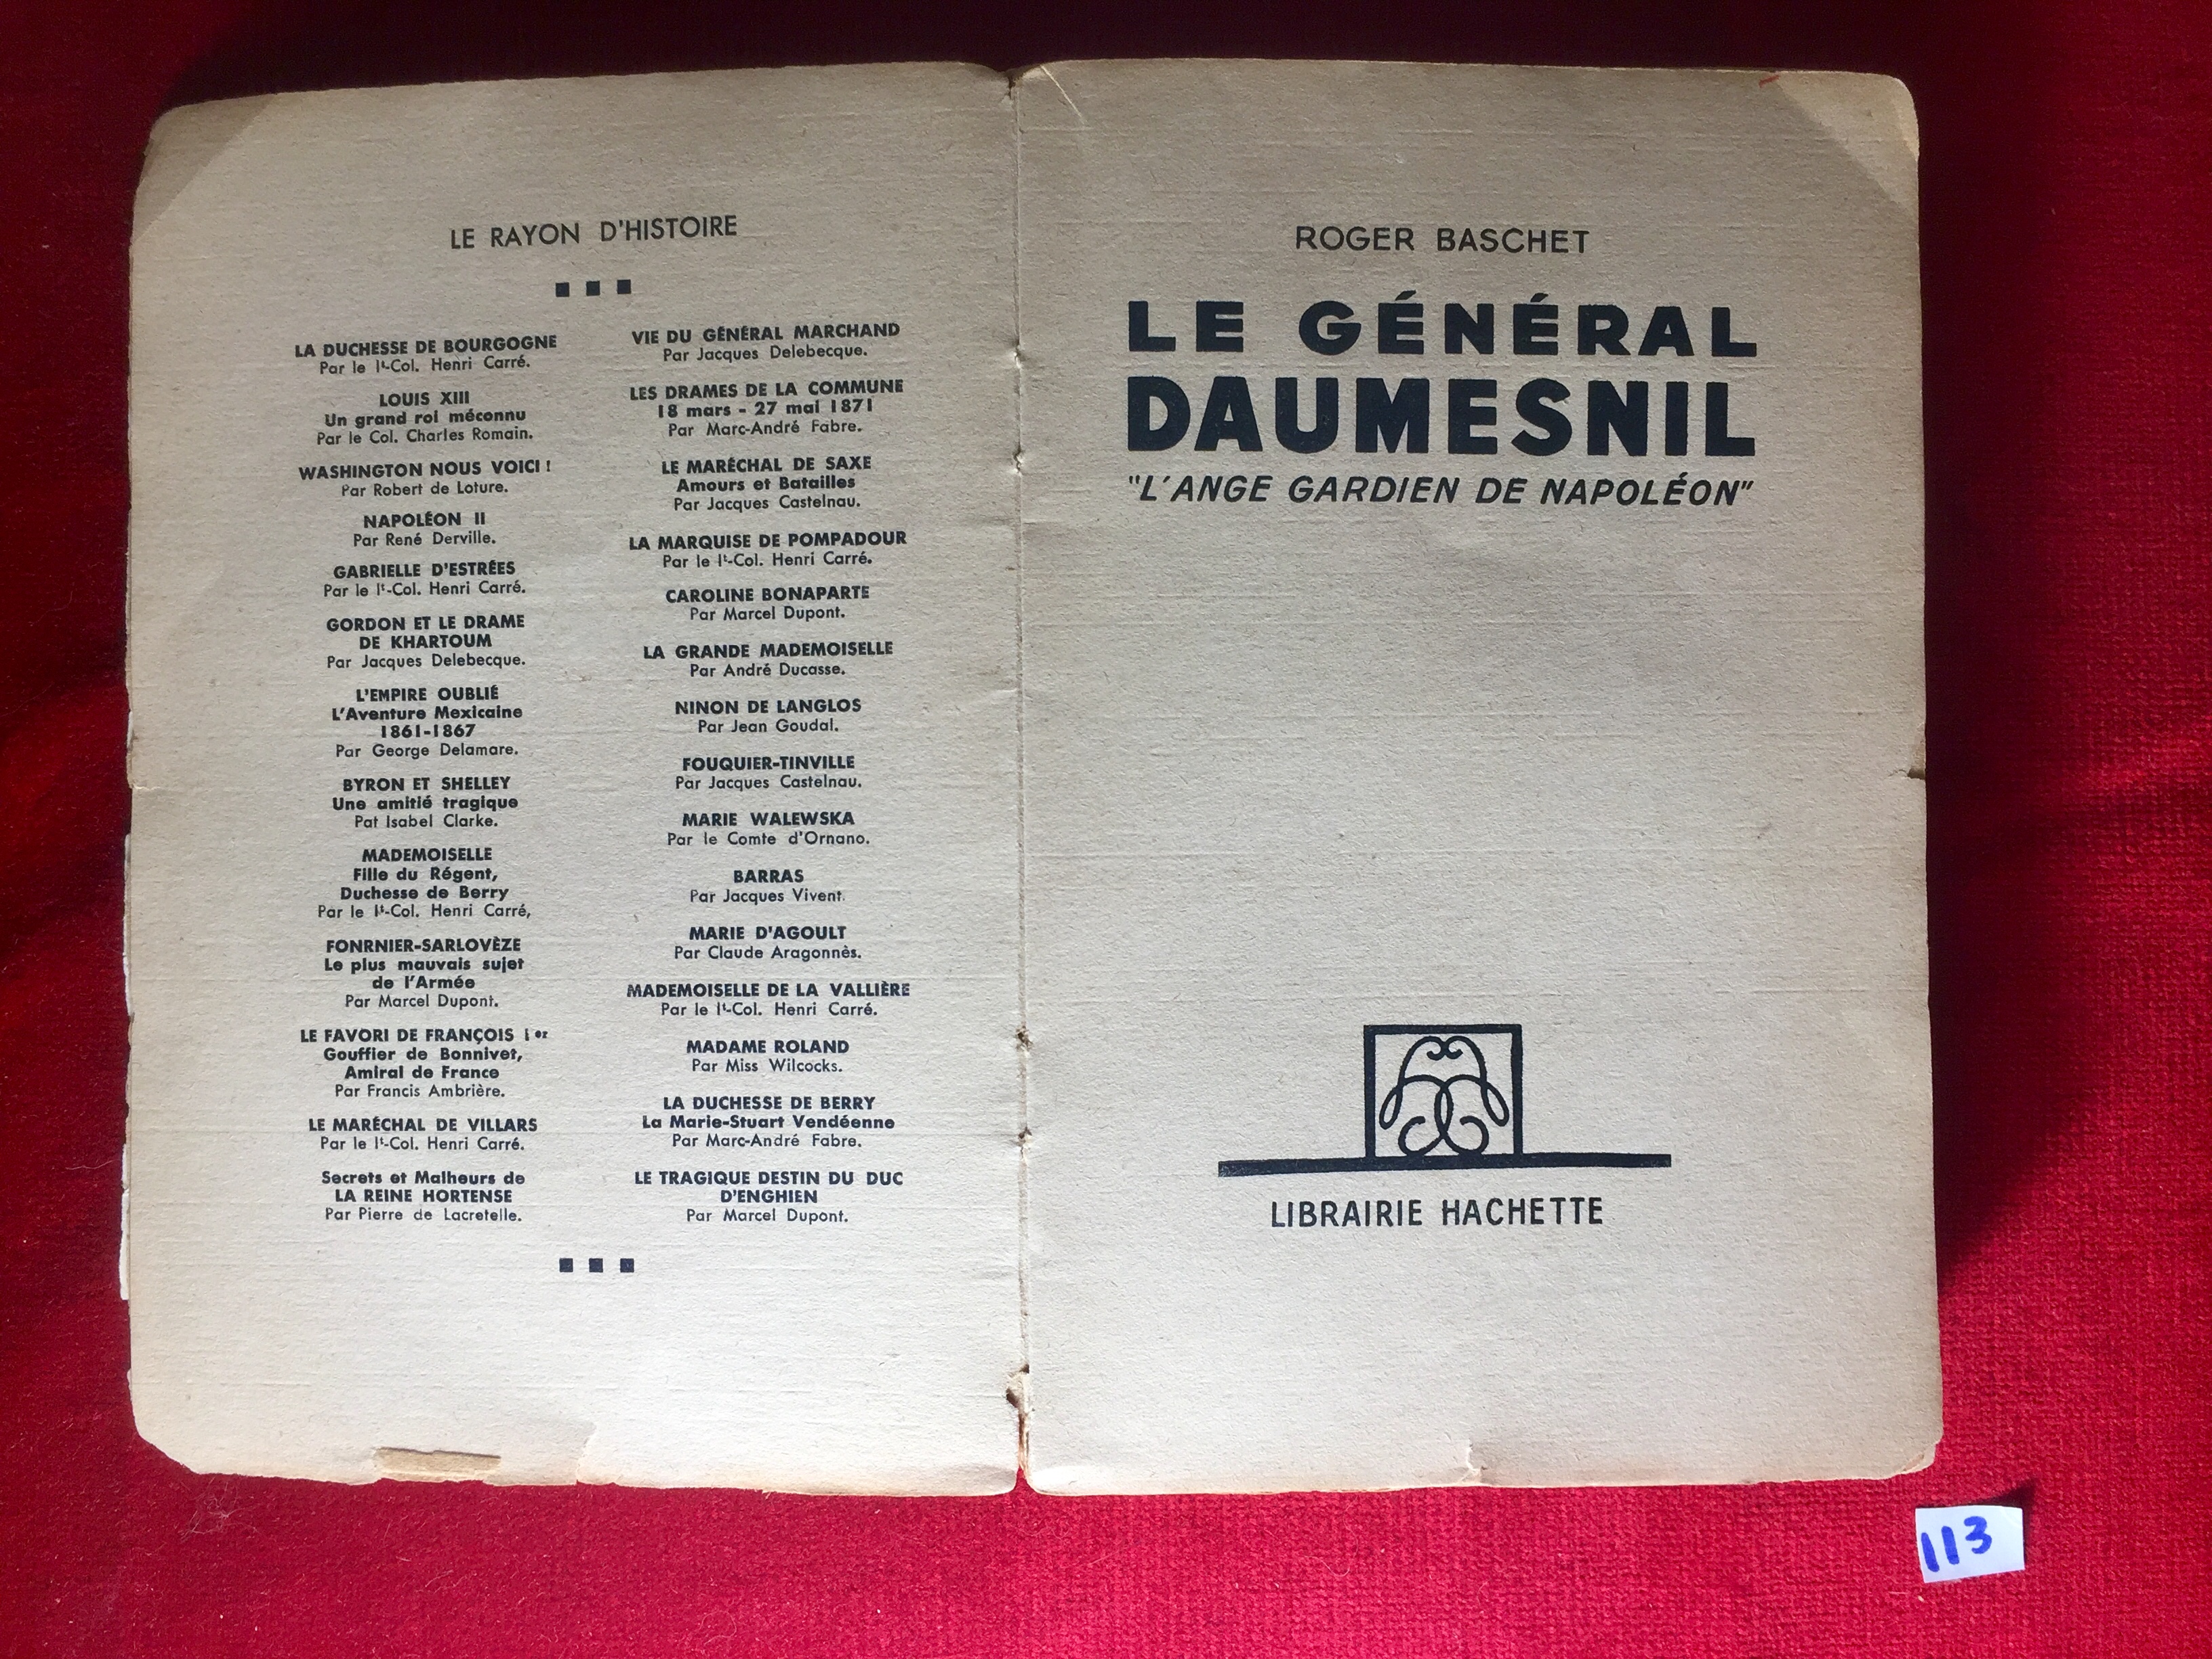 LE RAYON D'HISTOIRE
LA DUCHESSE DE BOURGOGNE
Par le lᵗ-Col. Henri Carré.
LOUIS XIII
Un grand roi méconnu
Par le Col. Charles Romain.
WASHINGTON NOUS VOICI !
Par Robert de Loture.
NAPOLÉON II
Par René Derville.
GABRIELLE D'ESTRÉES
Par le lᵗ-Col. Henri Carré.
GORDON ET LE DRAME
DE KHARTOUM
Par Jacques Delebecque.
L'EMPIRE OUBLIÉ
L'Aventure Mexicaine
1861-1867
Par George Delamare.
BYRON ET SHELLEY
Une amitié tragique
Pat Isabel Clarke.
MADEMOISELLE
Fille du Régent,
Duchesse de Berry
Par le lᵗ-Col. Henri Carré,
FONRNIER-SARLOVÈZE
Le plus mauvais sujet
de l'Armée
Par Marcel Dupont.
LE FAVORI DE FRANÇOIS Iᵉʳ
Gouffier de Bonnivet,
Amiral de France
Par Francis Ambrière.
LE MARÉCHAL DE VILLARS
Par le lᵗ-Col. Henri Carré.
Secrets et Malheurs de
LA REINE HORTENSE
Par Pierre de Lacretelle.
VIE DU GÉNÉRAL MARCHAND
Par Jacques Delebecque.
LES DRAMES DE LA COMMUNE
18 mars - 27 mai 1871
Par Marc-André Fabre.
LE MARÉCHAL DE SAXE
Amours et Batailles
Par Jacques Castelnau.
LA MARQUISE DE POMPADOUR
Par le lᵗ-Col. Henri Carré.
CAROLINE BONAPARTE
Par Marcel Dupont.
LA GRANDE MADEMOISELLE
Par André Ducasse.
NINON DE LANGLOS
Par Jean Goudal.
FOUQUIER-TINVILLE
Par Jacques Castelnau.
MARIE WALEWSKA
Par le Comte d'Ornano.
BARRAS
Par Jacques Vivent.
MARIE D'AGOULT
Par Claude Aragonnès.
MADEMOISELLE DE LA VALLIÈRE
Par le lᵗ-Col. Henri Carré.
MADAME ROLAND
Par Miss Wilcocks.
LA DUCHESSE DE BERRY
La Marie-Stuart Vendéenne
Par Marc-André Fabre.
LE TRAGIQUE DESTIN DU DUC
D'ENGHIEN
Par Marcel Dupont.
ROGER BASCHET
LE GÉNÉRAL
DAUMESNIL
"L'ANGE GARDIEN DE NAPOLÉON"
LIBRAIRIE HACHETTE
113